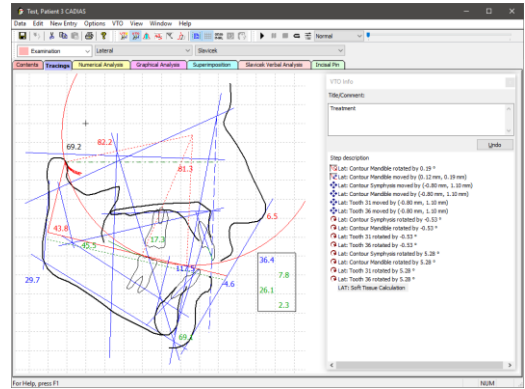 Test, Patient 3 CADIAS
Data Edit New Entry Options VTO View Window Help
Normal
Examination Lateral Slavicek
Contents Tracings Numerical Analysis Graphical Analysis Superimposition Slavicek Verbal Analysis Incisal Pin
VTO Info
Title/Comment:
Treatment
Undo
Step description
Lat: Contour Mandible rotated by 0.19 °
Lat: Contour Mandible moved by (0.12 mm, 0.19 mm)
Lat: Contour Symphysis moved by (-0.80 mm, 1.10 mm)
Lat: Contour Mandible moved by (-0.80 mm, 1.10 mm)
Lat: Tooth 31 moved by (-0.80 mm, 1.10 mm)
Lat: Tooth 36 moved by (-0.80 mm, 1.10 mm)
Lat: Contour Symphysis rotated by -0.53 °
Lat: Contour Mandible rotated by -0.53 °
Lat: Tooth 31 rotated by -0.53 °
Lat: Tooth 36 rotated by -0.53 °
Lat: Contour Symphysis rotated by 5.28 °
Lat: Contour Mandible rotated by 5.28 °
Lat: Tooth 31 rotated by 5.28 °
Lat: Tooth 36 rotated by 5.28 °
LAT: Soft Tissue Calculation
69.2
82.2
81.3
6.5
43.8
45.5
17.3
29.7
112.5
-4.6
36.4
7.8
26.1
2.3
For Help, press F1
NUM